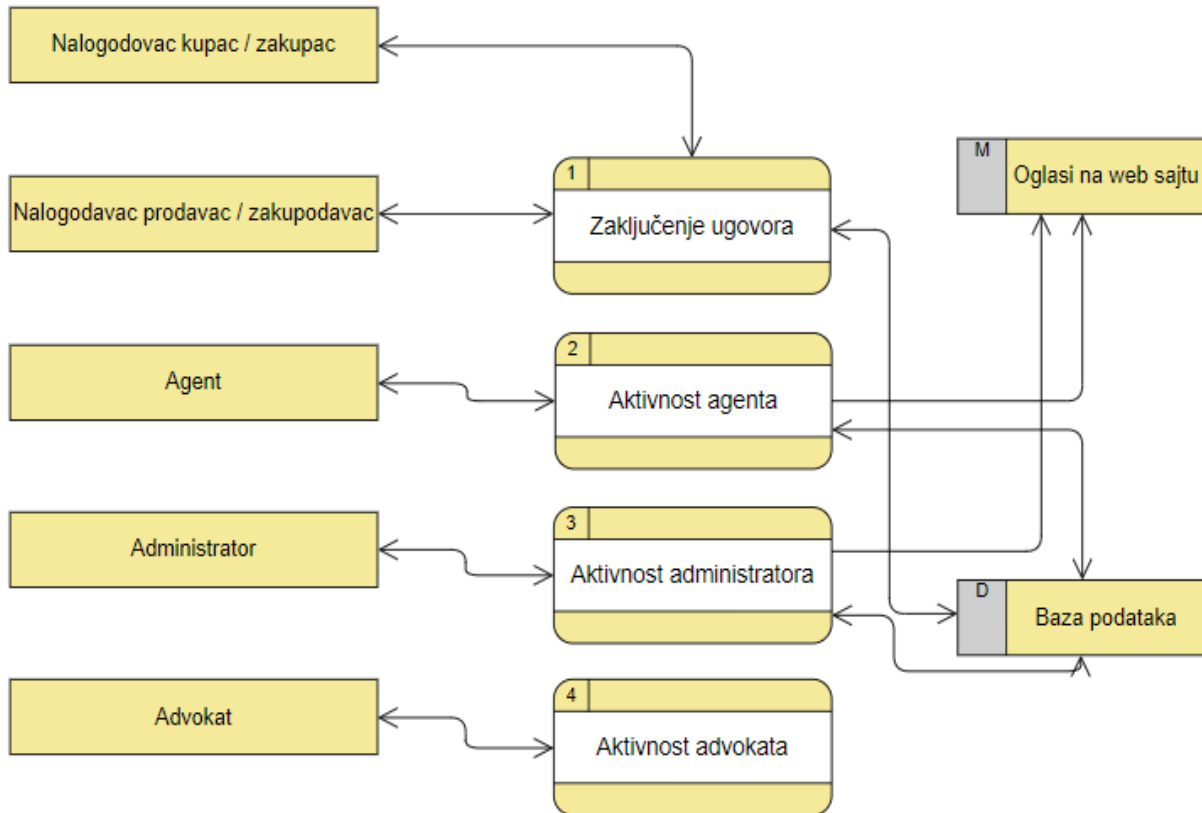 Nalogodovac kupac / zakupac
Nalogodavac prodavac / zakupodavac
Agent
Administrator
Advokat
1
Zaključenje ugovora
2
Aktivnost agenta
3
Aktivnost administratora
4
Aktivnost advokata
M
Oglasi na web sajtu
D
Baza podataka